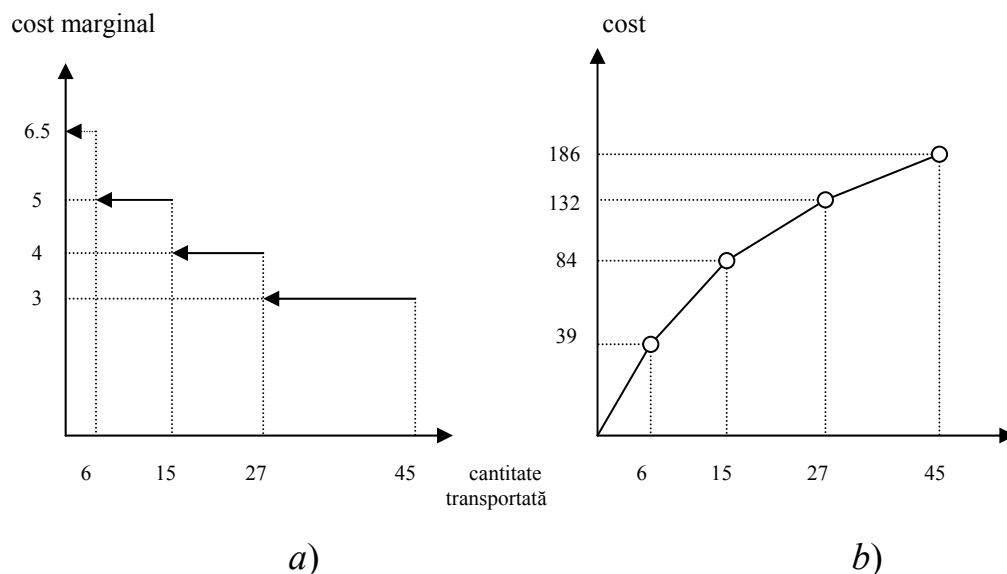 cost marginal
6.5
5
4
3
6 15 27 45 cantitate
transportată
a)
cost
186
132
84
39
6 15 27 45
b)